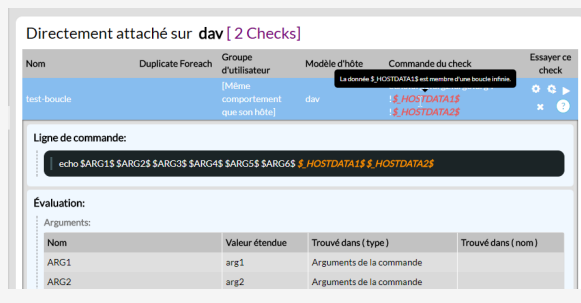 Directement attaché sur dav [ 2 Checks]
Nom Duplicate Foreach Groupe d'utilisateur Modèle d'hôte Commande du check Essayer ce check
La donnée $_HOSTDATA1$ est membre d'une boucle infinie.
test-boucle [Même comportement que son hôte] dav
!$_HOSTDATA1$
!$_HOSTDATA2$
Ligne de commande:
echo $ARG1$ $ARG2$ $ARG3$ $ARG4$ $ARG5$ $ARG6$ $_HOSTDATA1$ $_HOSTDATA2$
Évaluation:
Arguments:
Nom Valeur étendue Trouvé dans ( type ) Trouvé dans ( nom )
ARG1 arg1 Arguments de la commande
ARG2 arg2 Arguments de la commande